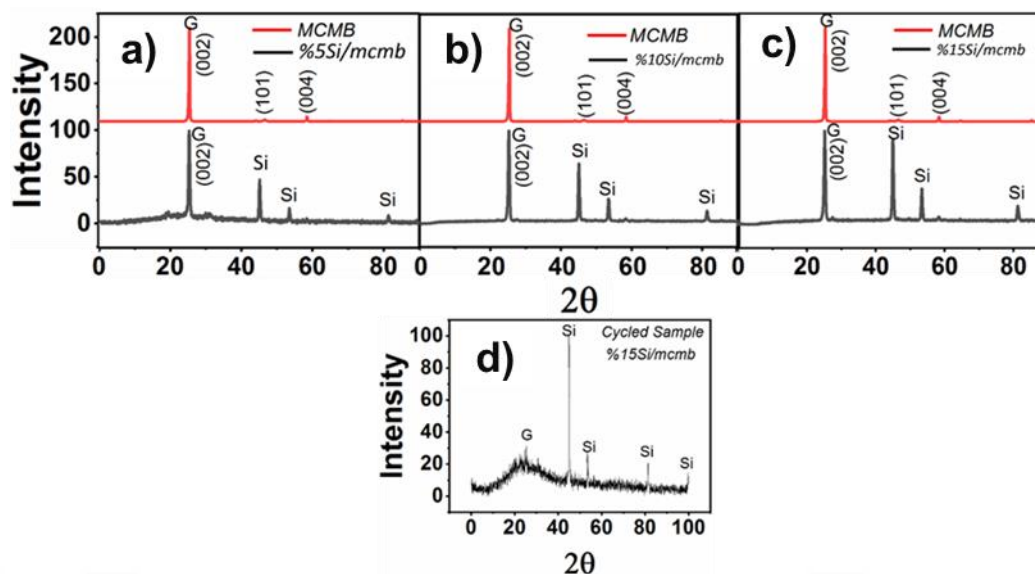 a)
G
(002)
(101)
(004)
MCMB
%5Si/mcmb
G
(002)
Si
Si
Si
200
150
100
50
0
Intensity
0 20 40 60 80
b)
G
(002)
(101)
(004)
MCMB
%10Si/mcmb
G
(002)
Si
Si
Si
0 20 40 60 80
2θ
c)
G
(002)
(101)
(004)
MCMB
%15Si/mcmb
G
(002)
Si
Si
Si
0 20 40 60 80
d)
Si
Cycled Sample
%15Si/mcmb
G
Si
Si
Si
100
80
60
40
20
0
Intensity
0 20 40 60 80 100
2θ